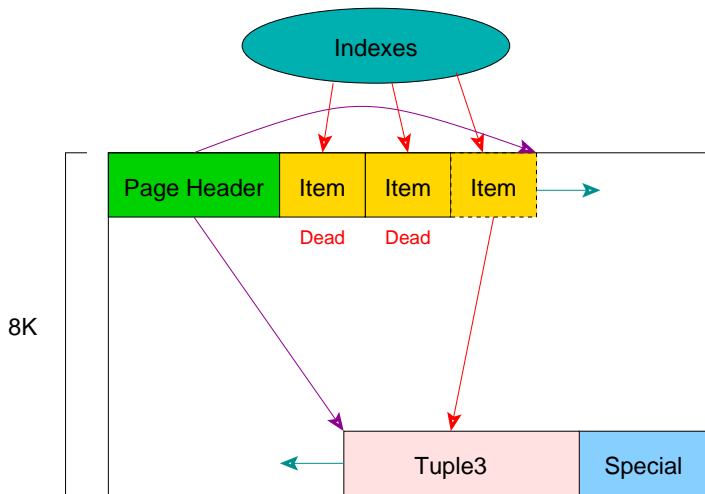 Indexes
Page Header
Item
Item
Item
Dead
Dead
8K
Tuple3
Special